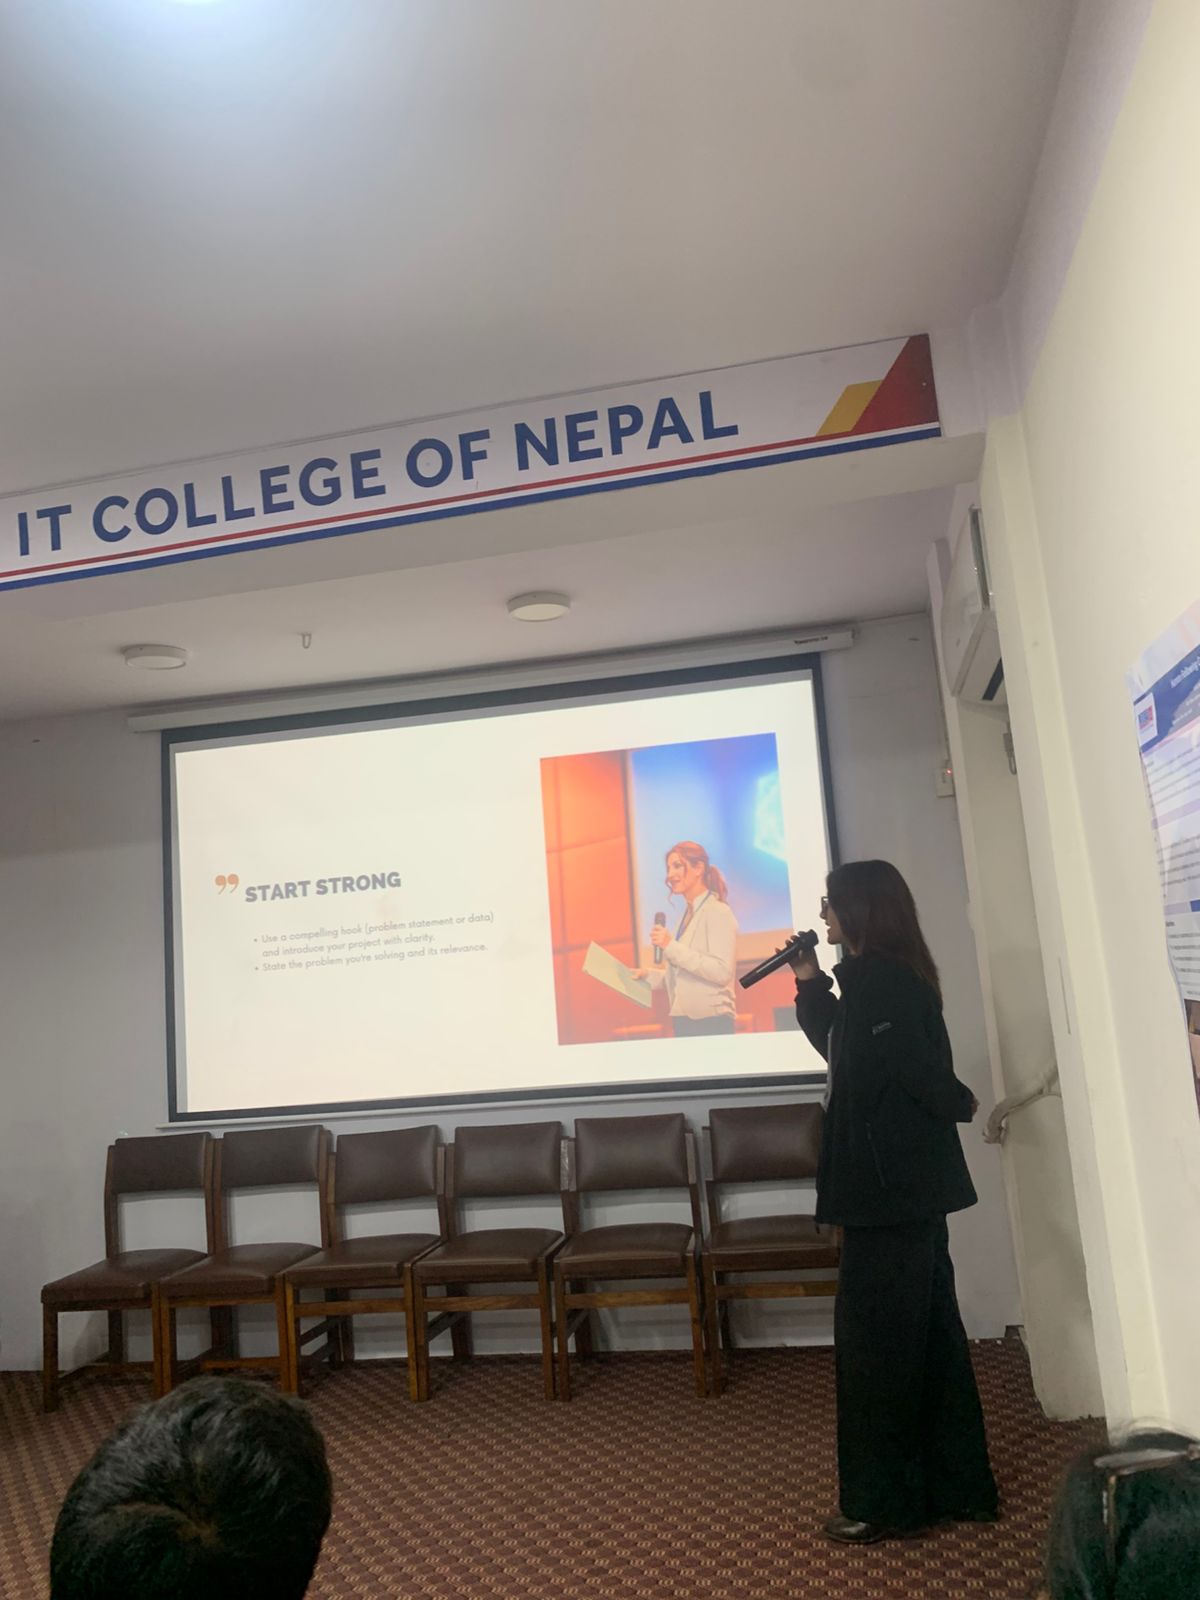 IT COLLEGE OF NEPAL
❞ START STRONG
• Use a compelling hook (problem statement or data)
and introduce your project with clarity.
• State the problem you're solving and its relevance.